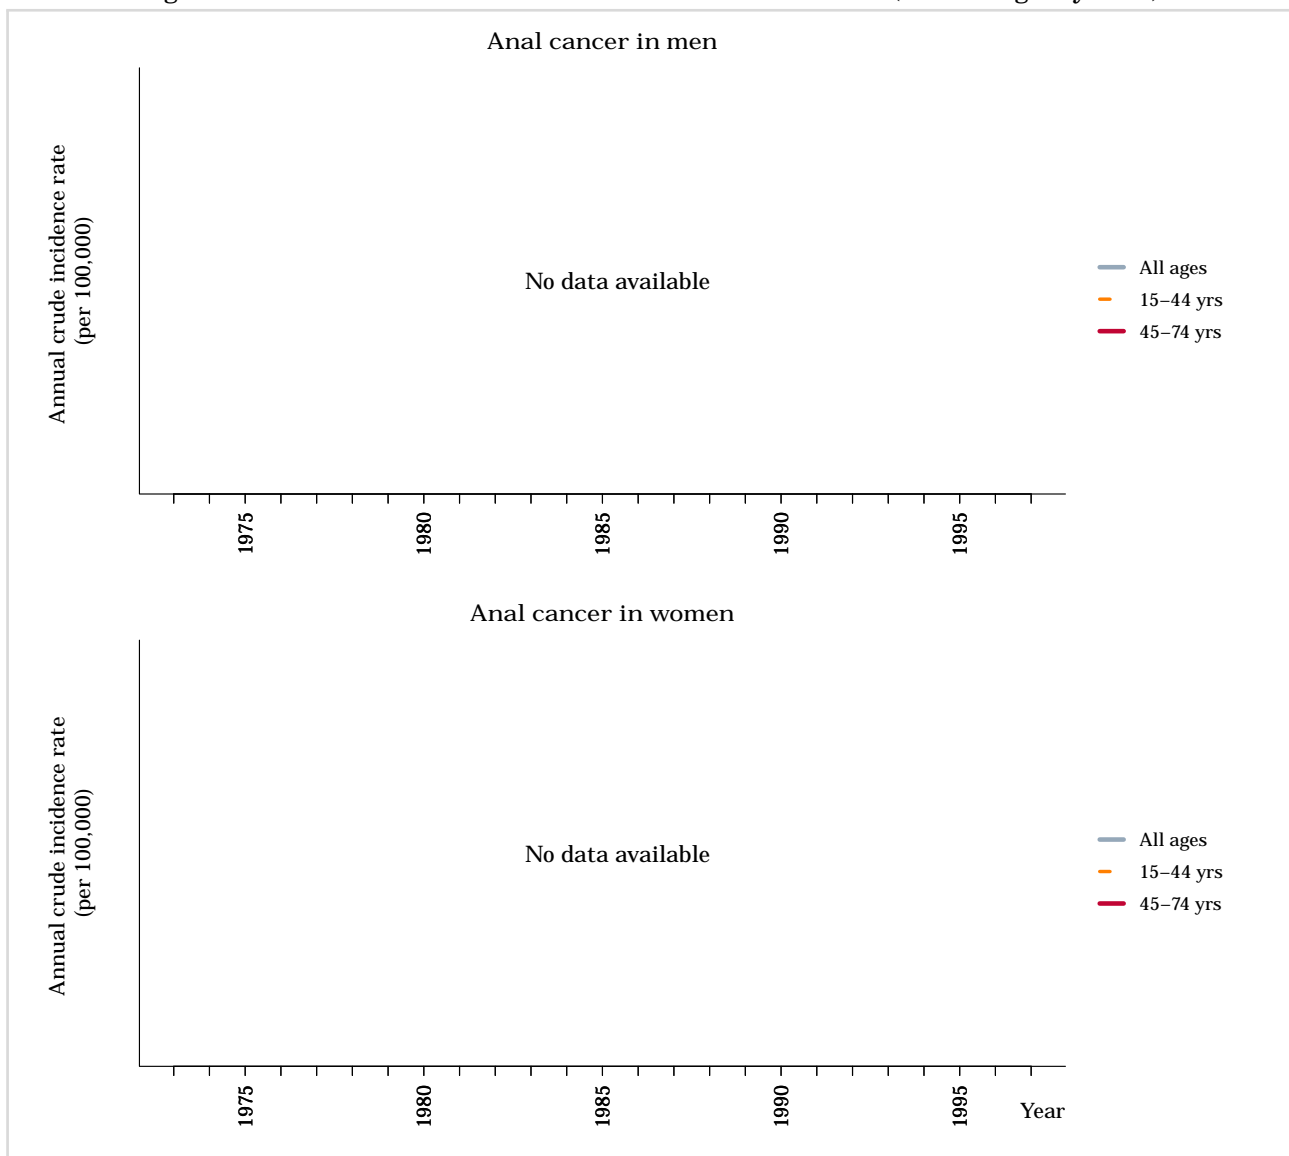 Anal cancer in men
Annual crude incidence rate
(per 100,000)
No data available
All ages
15–44 yrs
45–74 yrs
1975
1980
1985
1990
1995
Anal cancer in women
Annual crude incidence rate
(per 100,000)
No data available
All ages
15–44 yrs
45–74 yrs
1975
1980
1985
1990
1995
Year